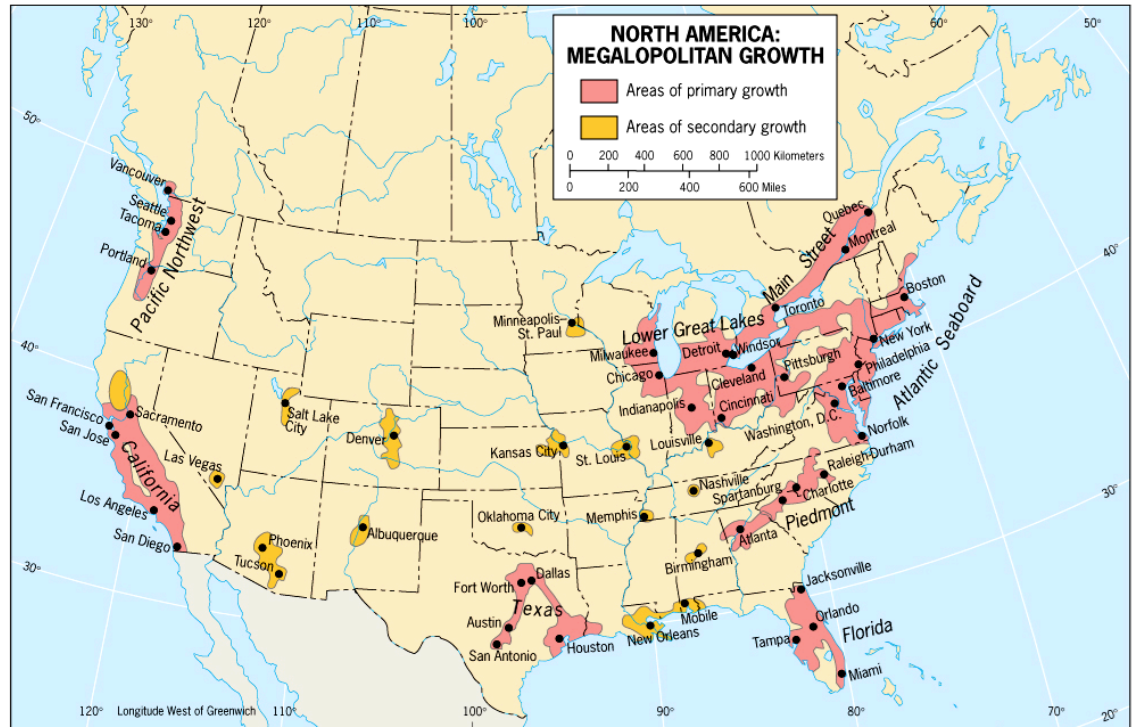 130° 120° 110° 100° 60° 50°
NORTH AMERICA:
MEGALOPOLITAN GROWTH
Areas of primary growth
Areas of secondary growth
0 200 400 600 800 1000 Kilometers
0 200 400 600 Miles
50°
Vancouver
Seattle
Tacoma
Portland
Pacific Northwest
Quebec
Montreal
Main Street
Toronto
40°
Boston
Minneapolis-
St. Paul
Lower Great Lakes
Milwaukee
Detroit
Windsor
Chicago
Cleveland
Pittsburgh
New York
Philadelphia
Baltimore
Atlantic Seaboard
40°
Indianapolis
Cincinnati
Washington, D.C.
Norfolk
San Francisco
Sacramento
San Jose
California
Salt Lake
City
Denver
Las Vegas
Kansas City
St. Louis
Louisville
Raleigh-Durham
Nashville
Spartanburg
Charlotte
Piedmont
30°
Los Angeles
San Diego
Phoenix
Tucson
Albuquerque
Oklahoma City
Memphis
Atlanta
Birmingham
30°
Fort Worth
Dallas
Texas
Austin
San Antonio
Houston
New Orleans
Mobile
Jacksonville
Orlando
Tampa
Florida
Miami
120° Longitude West of Greenwich 110° 100° 90° 80° 70° 20°